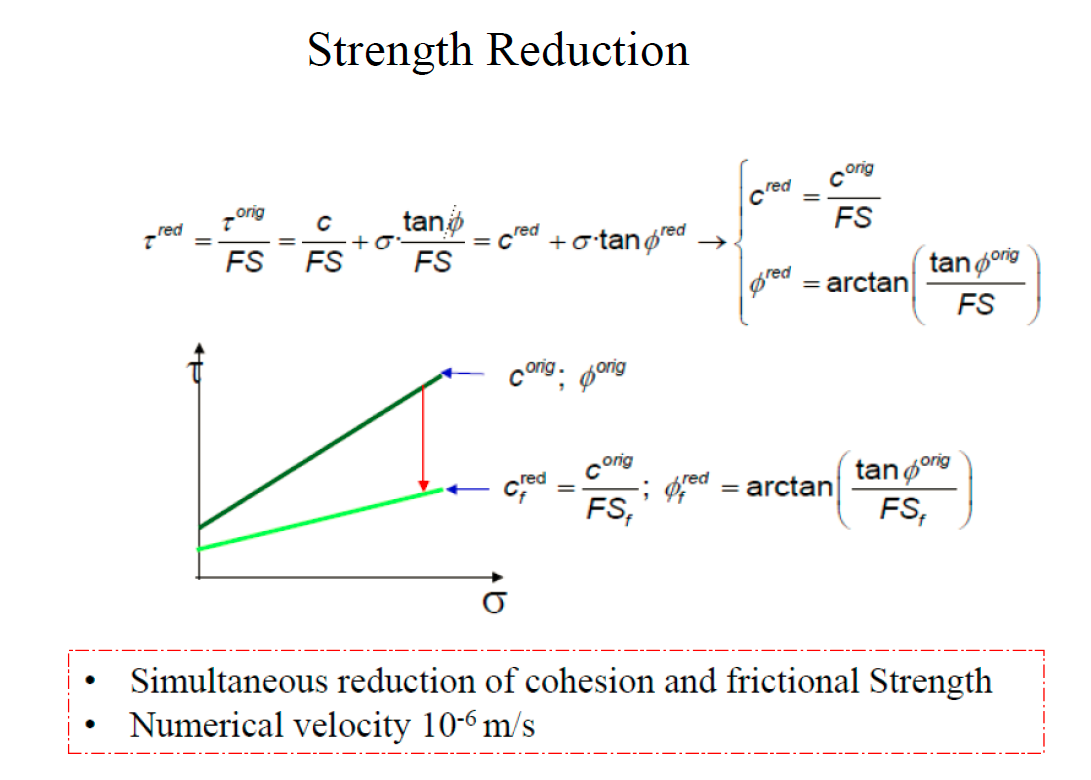 Strength Reduction
τ^red = τ^orig/FS = c/FS + σ·tanϕ/FS = c^red + σ·tanϕ^red → { c^red = c^orig/FS
ϕ^red = arctan(tanϕ^orig/FS)
τ
c^orig; ϕ^orig
c_f^red = c^orig/FS_f; ϕ_f^red = arctan(tanϕ^orig/FS_f)
σ
• Simultaneous reduction of cohesion and frictional Strength
• Numerical velocity 10^-6 m/s